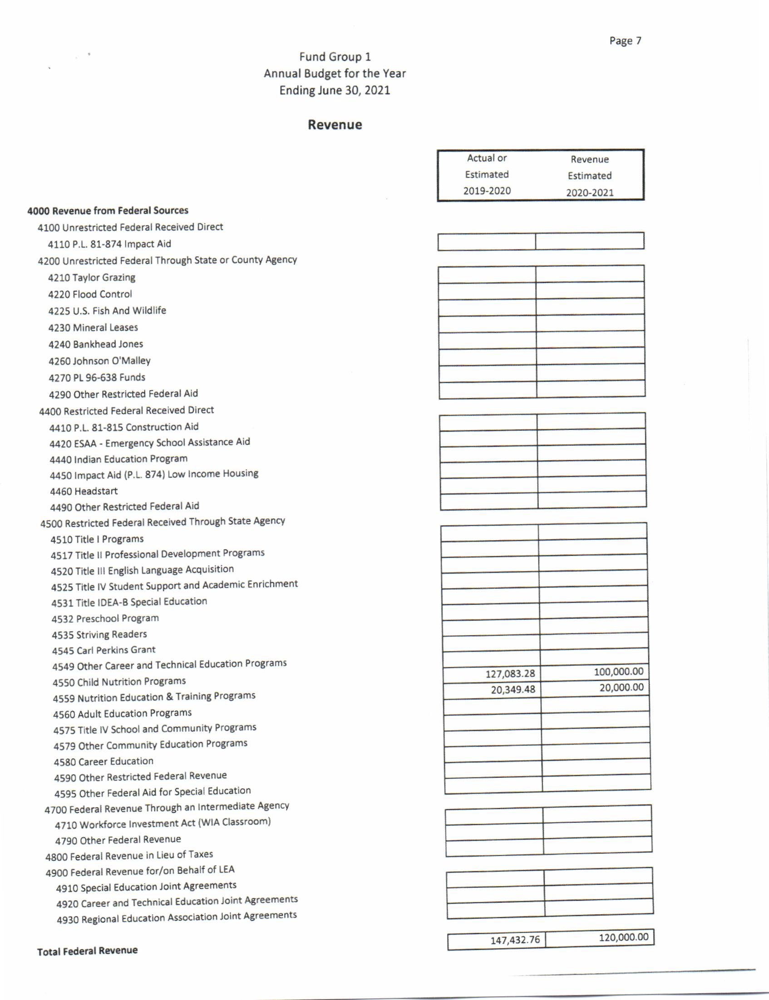 Page 7
Fund Group 1
Annual Budget for the Year
Ending June 30, 2021
Revenue
Actual or Revenue
Estimated Estimated
2019-2020 2020-2021
4000 Revenue from Federal Sources
4100 Unrestricted Federal Received Direct
4110 P.L. 81-874 Impact Aid
4200 Unrestricted Federal Through State or County Agency
4210 Taylor Grazing
4220 Flood Control
4225 U.S. Fish And Wildlife
4230 Mineral Leases
4240 Bankhead Jones
4260 Johnson O'Malley
4270 PL 96-638 Funds
4290 Other Restricted Federal Aid
4400 Restricted Federal Received Direct
4410 P.L. 81-815 Construction Aid
4420 ESAA - Emergency School Assistance Aid
4440 Indian Education Program
4450 Impact Aid (P.L. 874) Low Income Housing
4460 Headstart
4490 Other Restricted Federal Aid
4500 Restricted Federal Received Through State Agency
4510 Title I Programs
4517 Title II Professional Development Programs
4520 Title III English Language Acquisition
4525 Title IV Student Support and Academic Enrichment
4531 Title IDEA-B Special Education
4532 Preschool Program
4535 Striving Readers
4545 Carl Perkins Grant
4549 Other Career and Technical Education Programs
4550 Child Nutrition Programs 127,083.28 100,000.00
4559 Nutrition Education & Training Programs 20,349.48 20,000.00
4560 Adult Education Programs
4575 Title IV School and Community Programs
4579 Other Community Education Programs
4580 Career Education
4590 Other Restricted Federal Revenue
4595 Other Federal Aid for Special Education
4700 Federal Revenue Through an Intermediate Agency
4710 Workforce Investment Act (WIA Classroom)
4790 Other Federal Revenue
4800 Federal Revenue in Lieu of Taxes
4900 Federal Revenue for/on Behalf of LEA
4910 Special Education Joint Agreements
4920 Career and Technical Education Joint Agreements
4930 Regional Education Association Joint Agreements
Total Federal Revenue 147,432.76 120,000.00